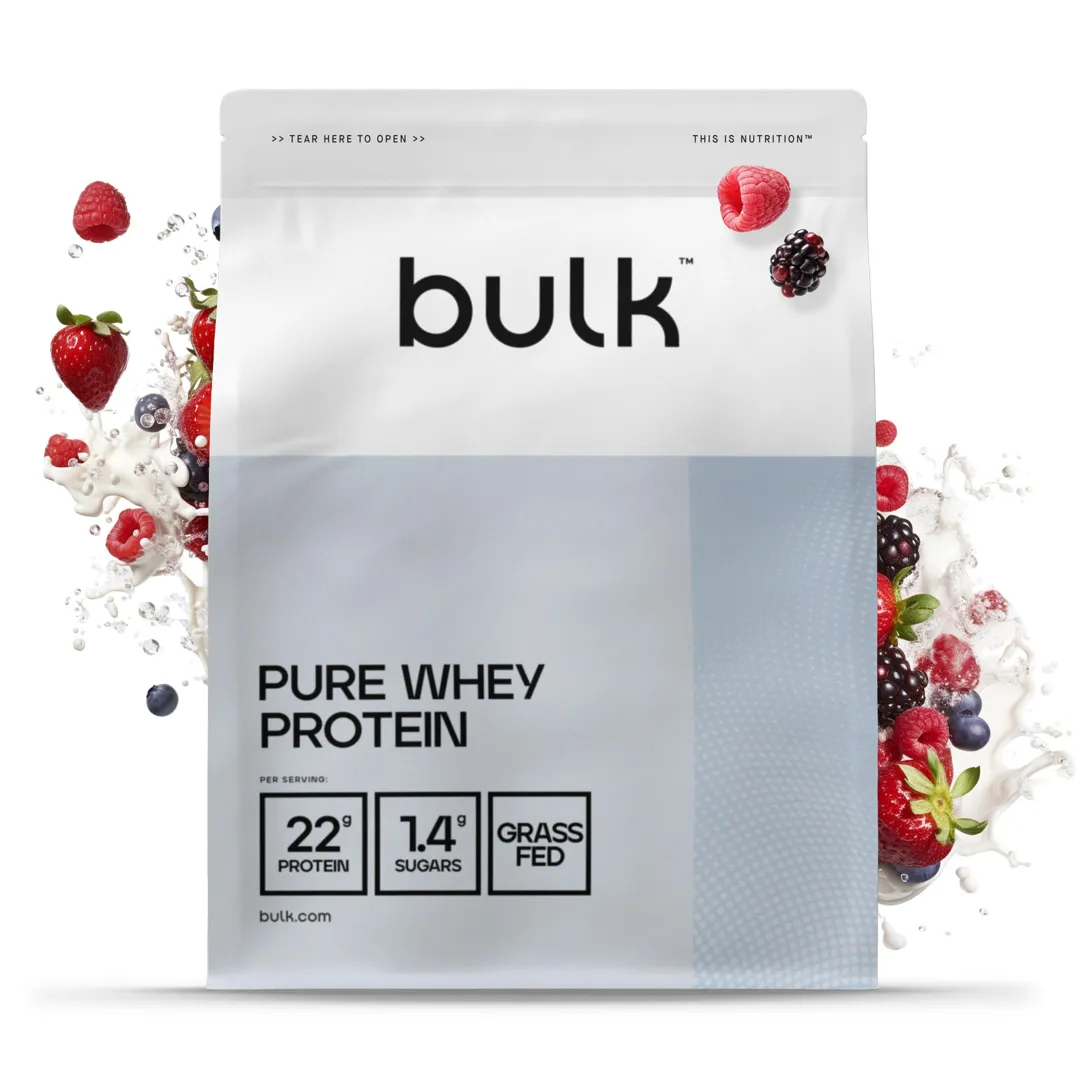 >> TEAR HERE TO OPEN >>
THIS IS NUTRITION™
bulk™
PURE WHEY
PROTEIN
PER SERVING:
22g
PROTEIN
1.4g
SUGARS
GRASS
FED
bulk.com